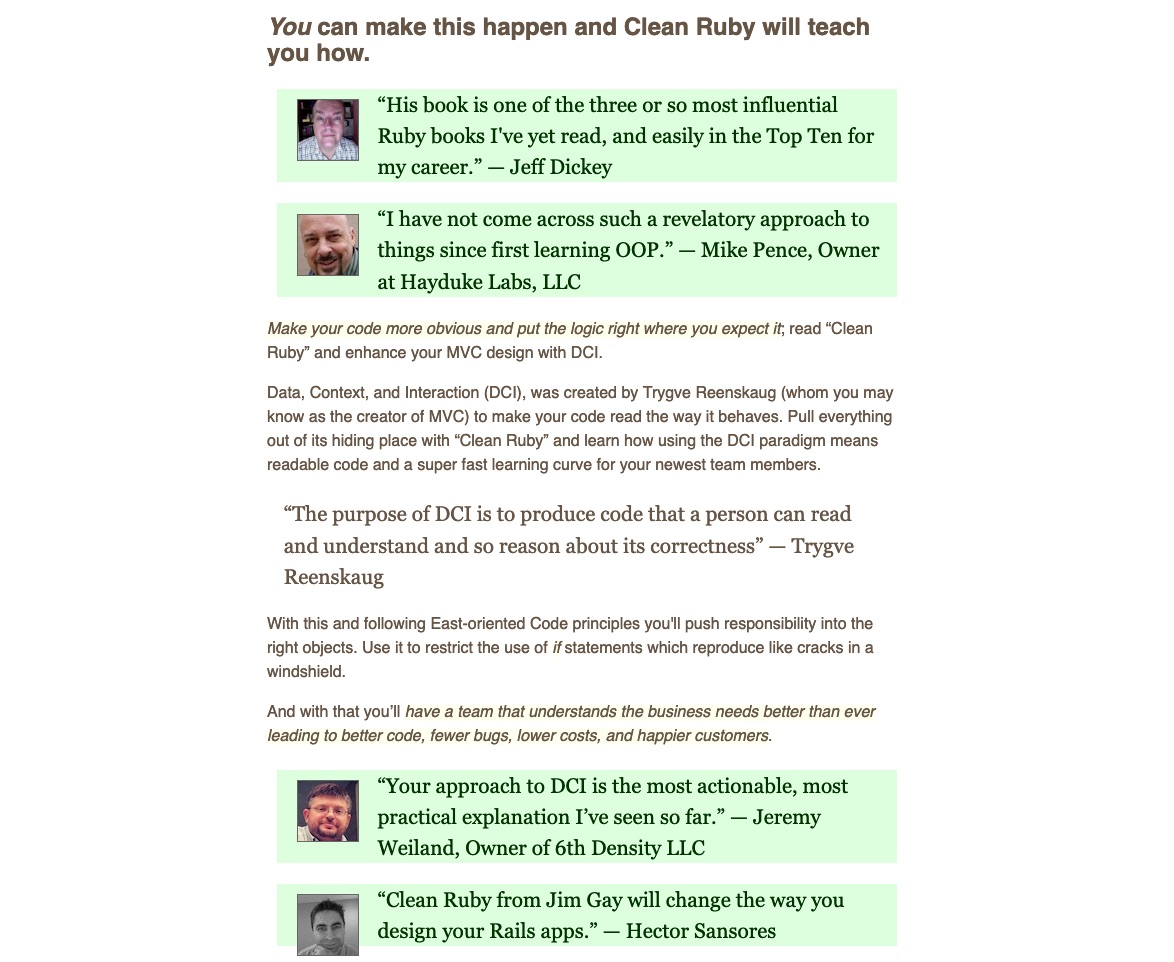 You can make this happen and Clean Ruby will teach
you how.
“His book is one of the three or so most influential
Ruby books I've yet read, and easily in the Top Ten for
my career.” — Jeff Dickey
“I have not come across such a revelatory approach to
things since first learning OOP.” — Mike Pence, Owner
at Hayduke Labs, LLC
Make your code more obvious and put the logic right where you expect it; read “Clean
Ruby” and enhance your MVC design with DCI.
Data, Context, and Interaction (DCI), was created by Trygve Reenskaug (whom you may
know as the creator of MVC) to make your code read the way it behaves. Pull everything
out of its hiding place with “Clean Ruby” and learn how using the DCI paradigm means
readable code and a super fast learning curve for your newest team members.
“The purpose of DCI is to produce code that a person can read
and understand and so reason about its correctness” — Trygve
Reenskaug
With this and following East-oriented Code principles you'll push responsibility into the
right objects. Use it to restrict the use of if statements which reproduce like cracks in a
windshield.
And with that you’ll have a team that understands the business needs better than ever
leading to better code, fewer bugs, lower costs, and happier customers.
“Your approach to DCI is the most actionable, most
practical explanation I’ve seen so far.” — Jeremy
Weiland, Owner of 6th Density LLC
“Clean Ruby from Jim Gay will change the way you
design your Rails apps.” — Hector Sansores